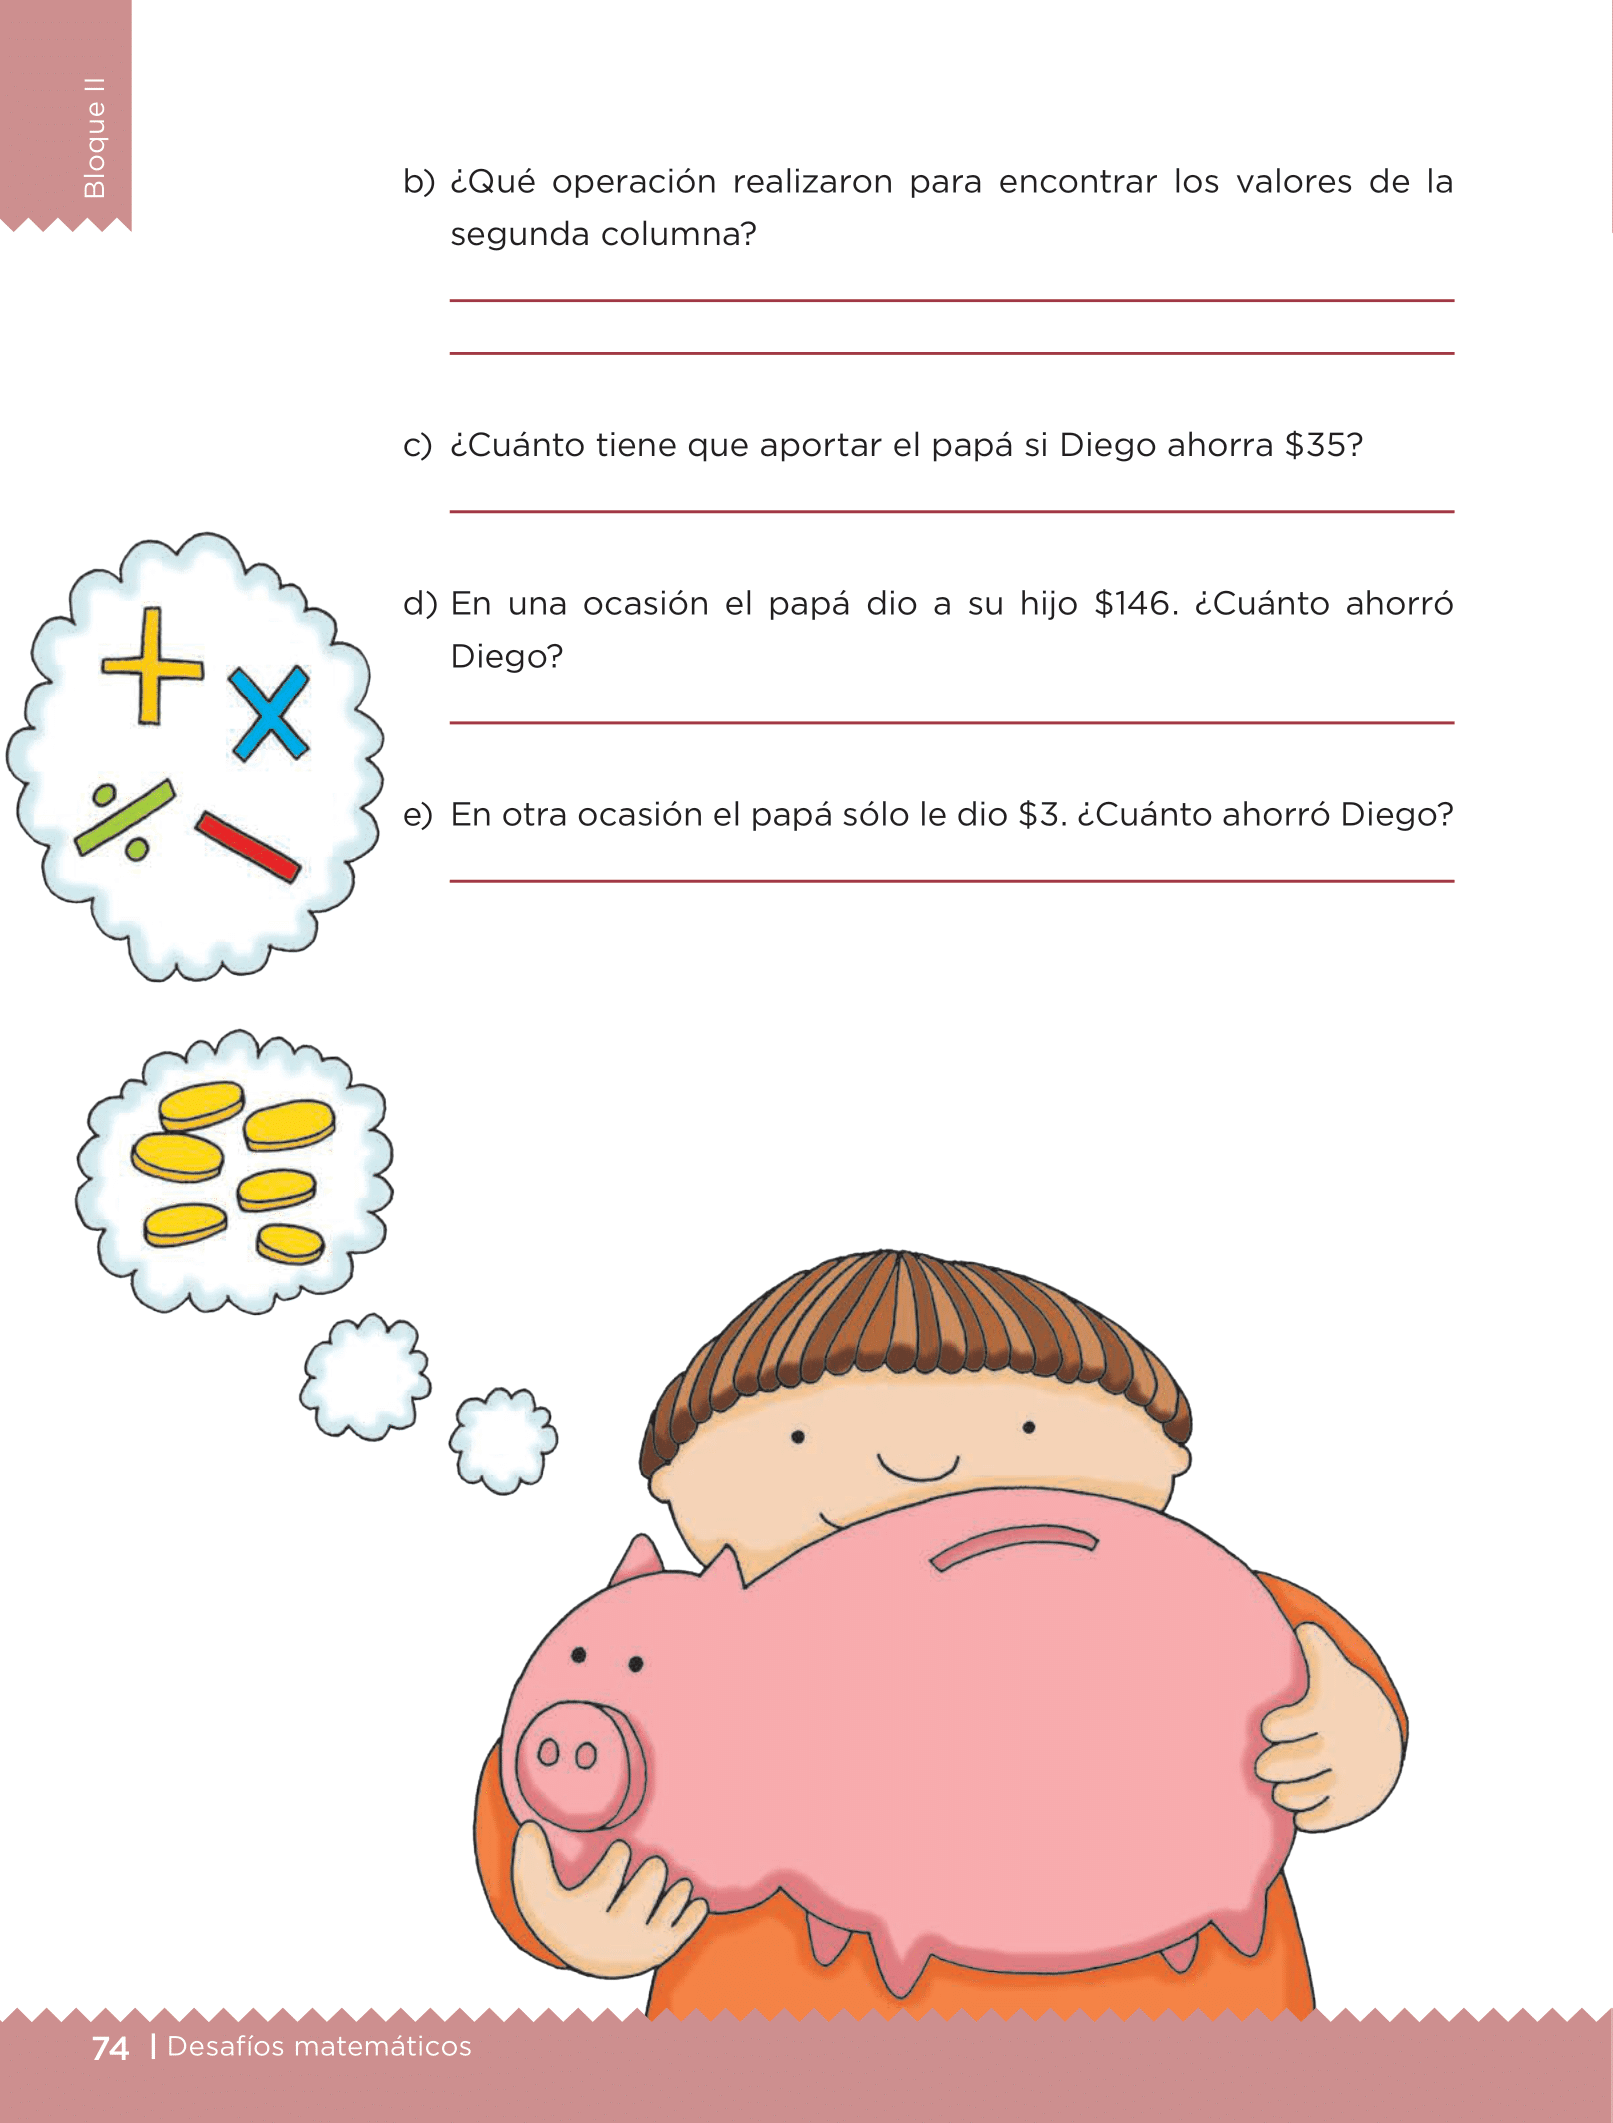 Bloque II
b) ¿Qué operación realizaron para encontrar los valores de la
segunda columna?
c) ¿Cuánto tiene que aportar el papá si Diego ahorra $35?
d) En una ocasión el papá dio a su hijo $146. ¿Cuánto ahorró
Diego?
e) En otra ocasión el papá sólo le dio $3. ¿Cuánto ahorró Diego?
74 | Desafíos matemáticos